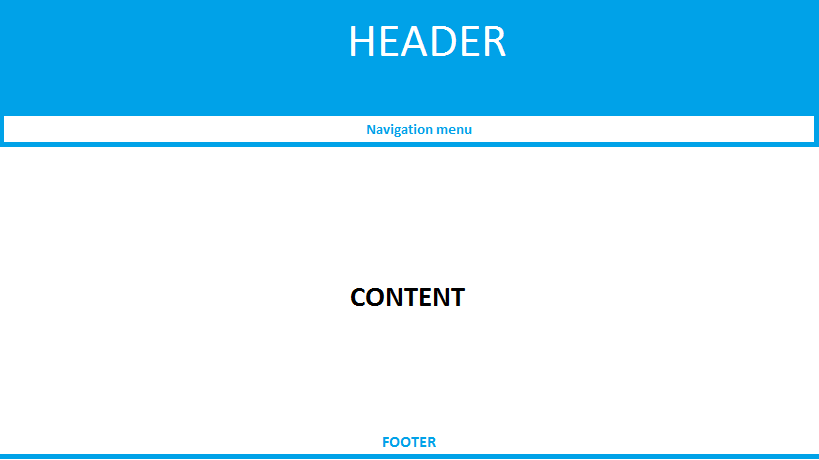 HEADER
Navigation menu
CONTENT
FOOTER